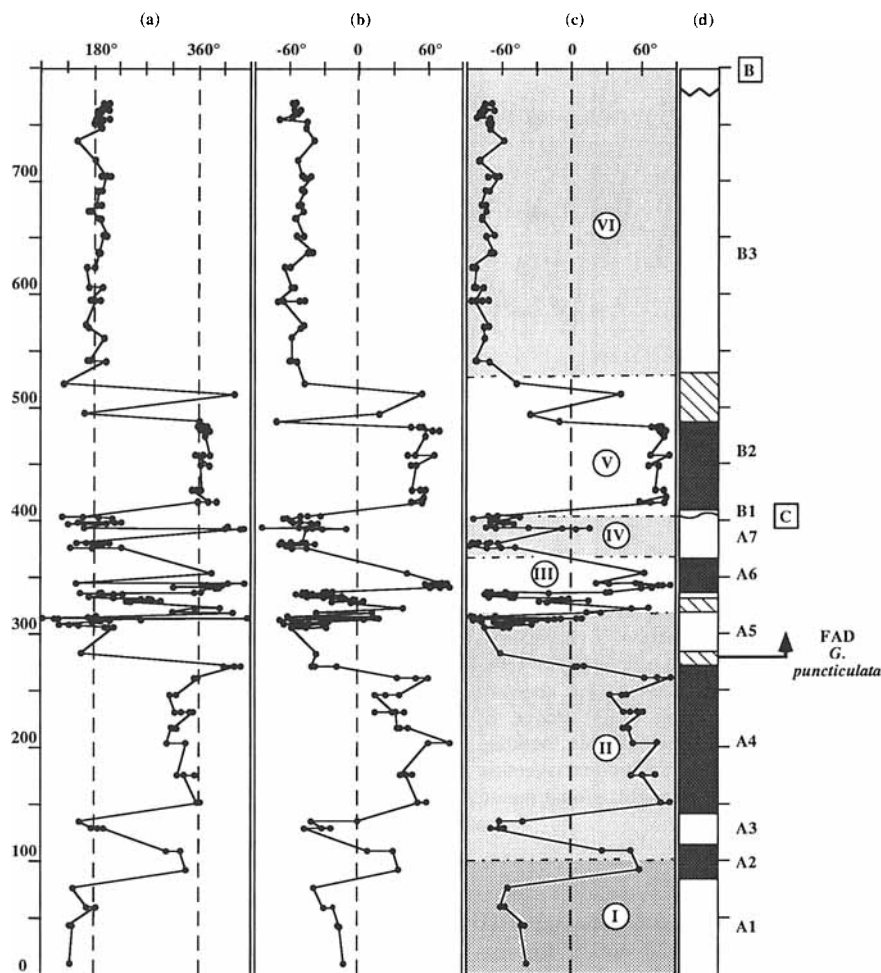 (a) (b) (c) (d)
180° 360° -60° 0 60° -60° 0 60°
B
700
VI
B3
600
500
V
B2
400
B1
C
IV
A7
III
A6
300
A5
FAD
G.
puncticulata
200
II
A4
A3
100
A2
I
A1
0